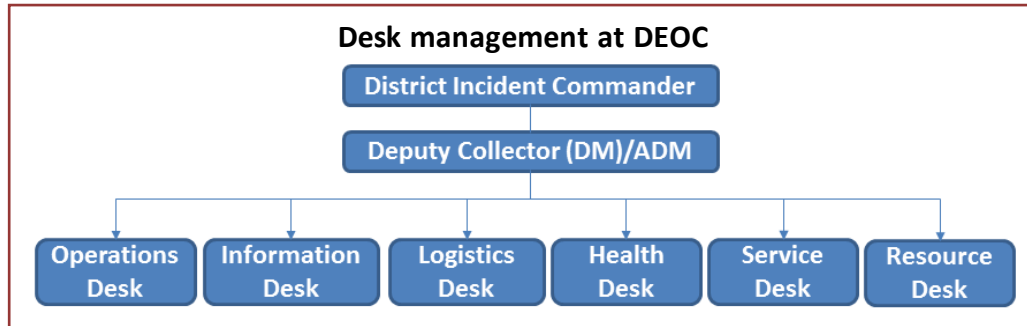 Desk management at DEOC
District Incident Commander
Deputy Collector (DM)/ADM
Operations
Desk
Information
Desk
Logistics
Desk
Health
Desk
Service
Desk
Resource
Desk